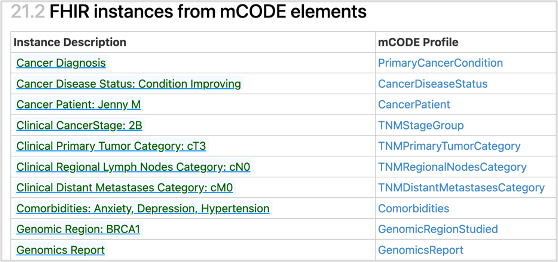 21.2 FHIR instances from mCODE elements
Instance Description mCODE Profile
Cancer Diagnosis PrimaryCancerCondition
Cancer Disease Status: Condition Improving CancerDiseaseStatus
Cancer Patient: Jenny M CancerPatient
Clinical CancerStage: 2B TNMStageGroup
Clinical Primary Tumor Category: cT3 TNMPrimaryTumorCategory
Clinical Regional Lymph Nodes Category: cN0 TNMRegionalNodesCategory
Clinical Distant Metastases Category: cM0 TNMDistantMetastasesCategory
Comorbidities: Anxiety, Depression, Hypertension Comorbidities
Genomic Region: BRCA1 GenomicRegionStudied
Genomics Report GenomicsReport